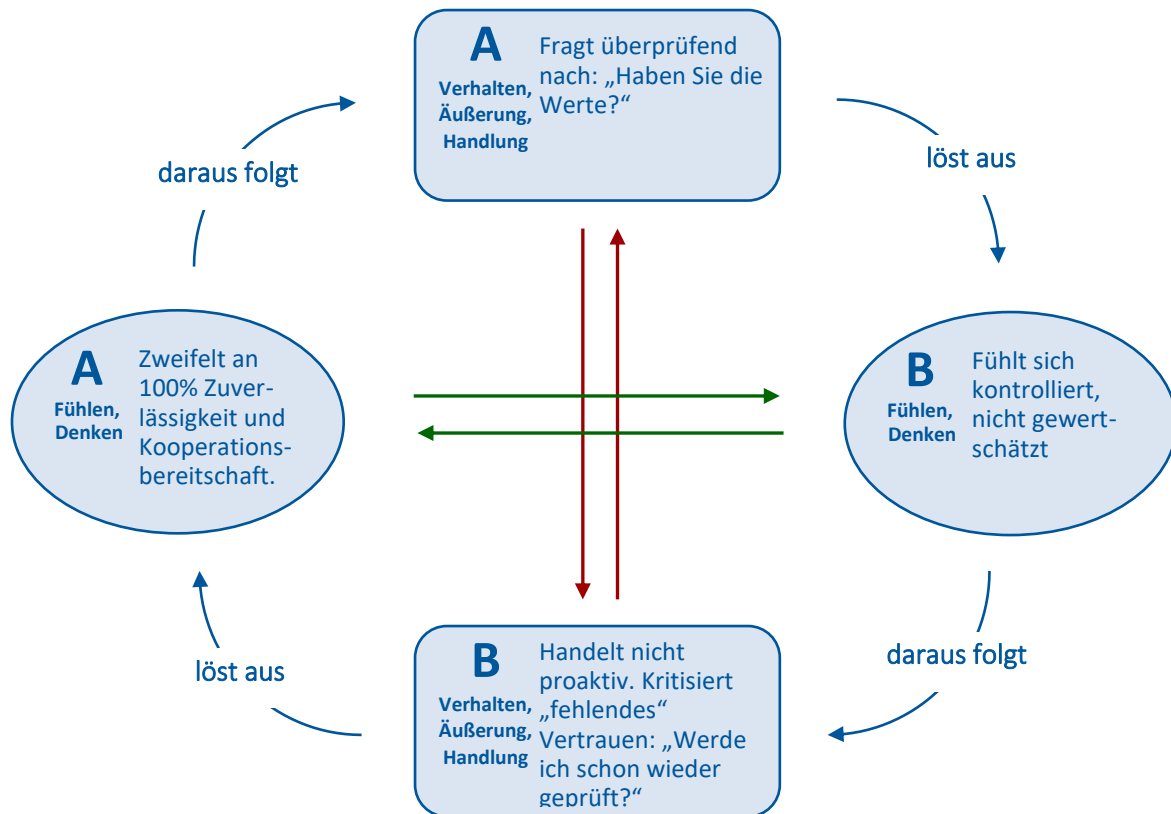 A
Verhalten,
Äußerung,
Handlung
Fragt überprüfend
nach: „Haben Sie die
Werte?“
daraus folgt
löst aus
A
Fühlen,
Denken
Zweifelt an
100% Zuver-
lässigkeit und
Kooperations-
bereitschaft.
B
Fühlen,
Denken
Fühlt sich
kontrolliert,
nicht gewert-
schätzt
löst aus
daraus folgt
B
Verhalten,
Äußerung,
Handlung
Handelt nicht
proaktiv. Kritisiert
„fehlendes“
Vertrauen: „Werde
ich schon wieder
geprüft?“